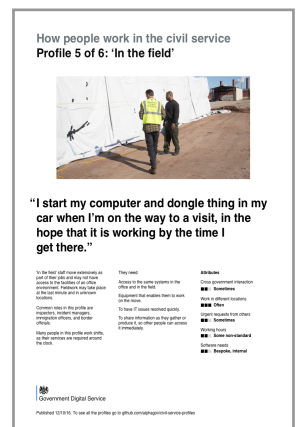 How people work in the civil service
Profile 5 of 6: ‘In the field’
“I start my computer and dongle thing in my
car when I’m on the way to a visit, in the
hope that it is working by the time I
get there.”
‘In the field’ staff move extensively as
part of their jobs and may not have
access to the facilities of an office
environment. Fieldwork may take place
at the last minute and in unknown
locations.
Common roles in this profile are
inspectors, incident managers,
immigration officers, and border
officials.
Many people in this profile work shifts,
as their services are required around
the clock.
They need:
Access to the same systems in the
office and in the field.
Equipment that enables them to work
on the move.
To have IT issues resolved quickly.
To share information as they gather or
produce it, so other people can access
it immediately.
Attributes
Cross government interaction
Sometimes
Work in different locations
Often
Urgent requests from others
Sometimes
Working hours
Some non-standard
Software needs
Bespoke, internal
Government Digital Service
Published 12/10/16. To see all the profiles go to github.com/alphagov/civil-service-profiles